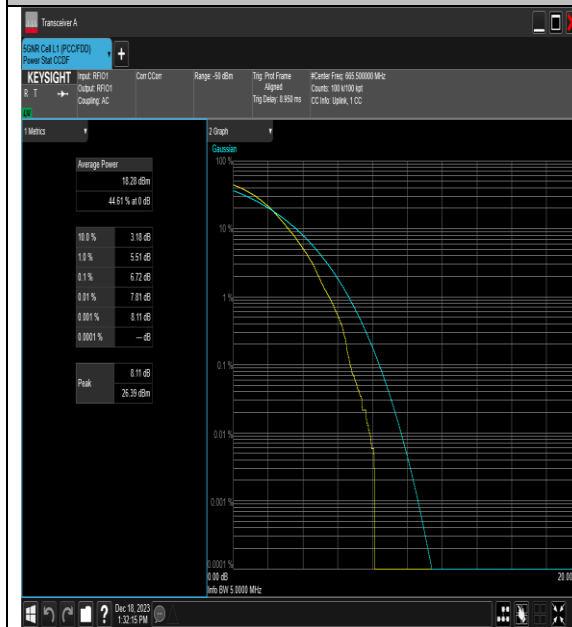 Transceiver A
5GNR Cell L1 (PCC/FDD)
Power Stat CCDF
+
KEYSIGHT
R T
Input: RFIO1
Output: RFIO1
Coupling: AC
Corr CCorr
Range: -50 dBm
Trig: Prot Frame
Aligned
Trig Delay: 8.950 ms
#Center Freq: 665.500000 MHz
Counts: 100 k/100 kpt
CC Info: Uplink, 1 CC
1 Metrics
Average Power
18.28 dBm
44.61 % at 0 dB
10.0 % 3.18 dB
1.0 % 5.51 dB
0.1 % 6.72 dB
0.01 % 7.81 dB
0.001 % 8.11 dB
0.0001 % --- dB
Peak
8.11 dB
26.39 dBm
2 Graph
Gaussian
100 %
10 %
1 %
0.1 %
0.01 %
0.001 %
0.0001 %
0.00 dB
20.00
Info BW 5.0000 MHz
?
Dec 18, 2023
1:32:15 PM